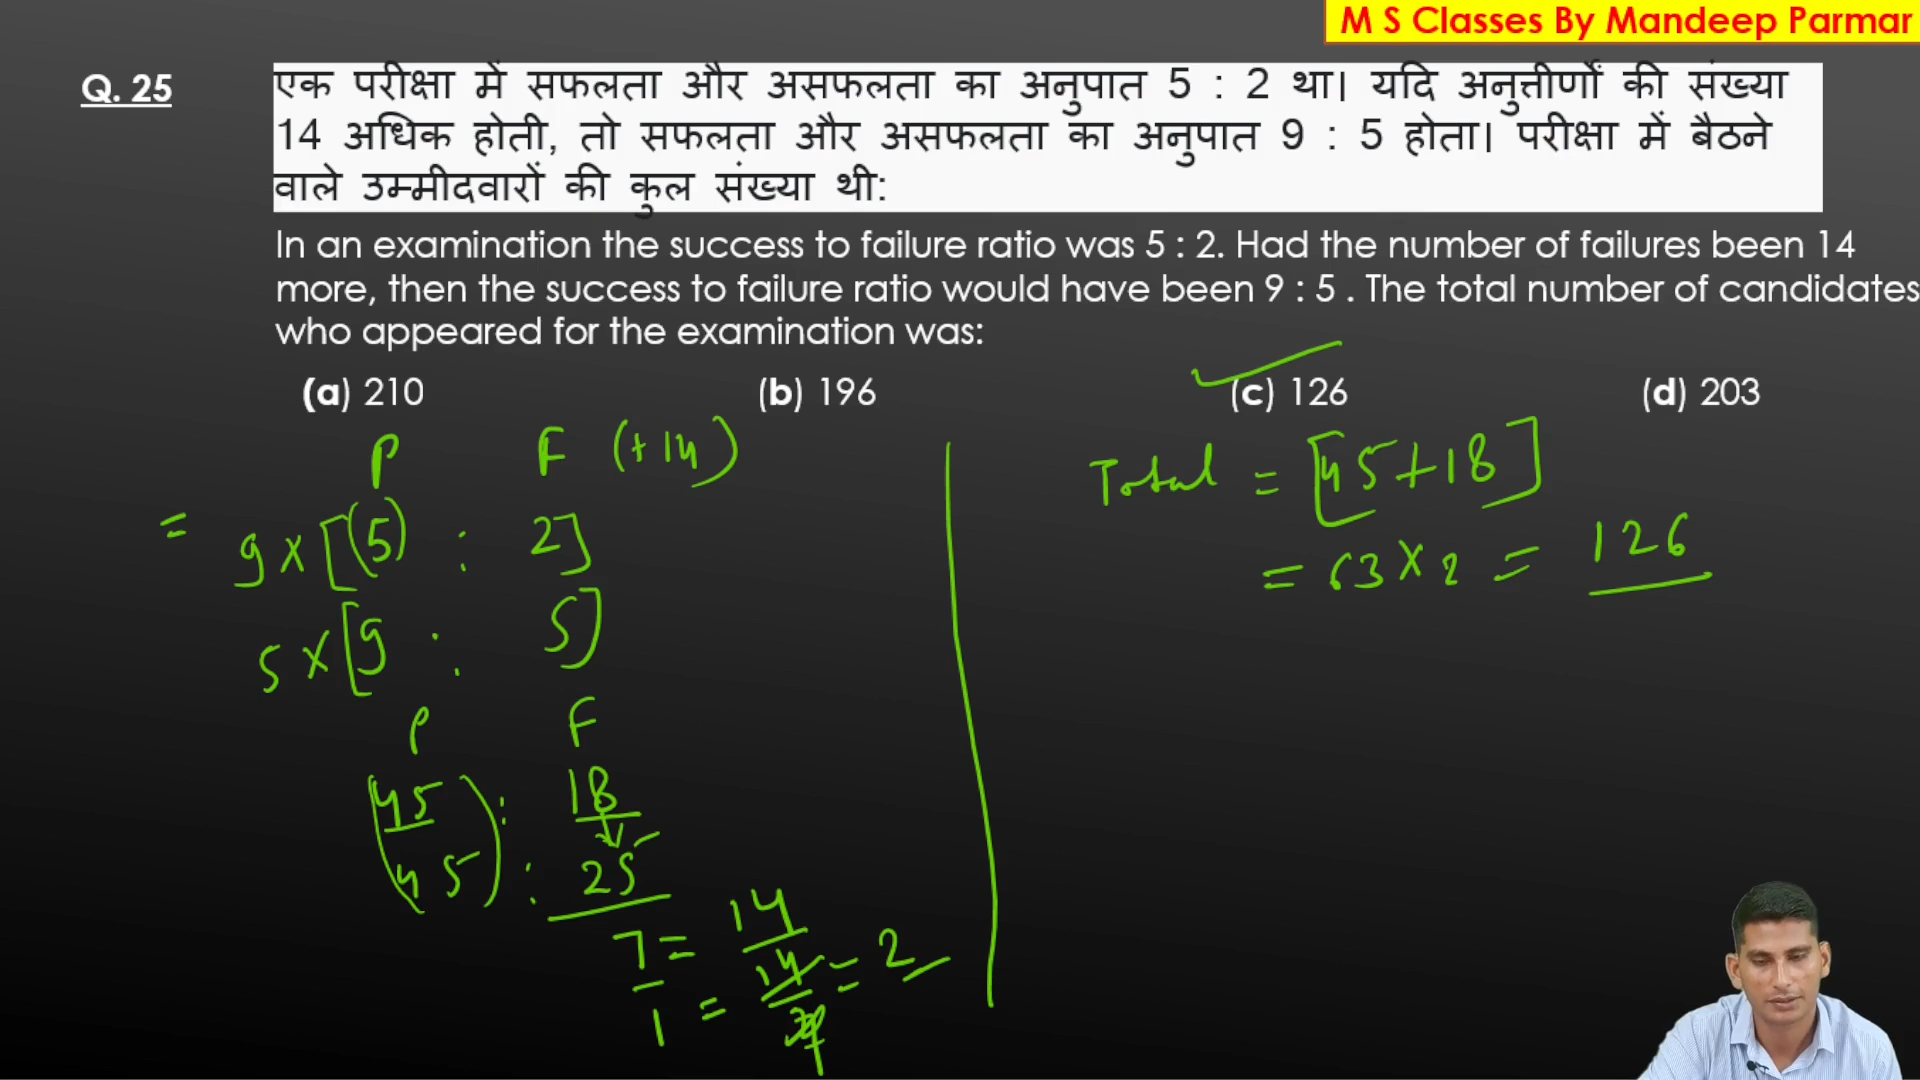 M S Classes By Mandeep Parmar
Q. 25
एक परीक्षा में सफलता और असफलता का अनुपात 5 : 2 था। यदि अनुत्तीर्णों की संख्या
14 अधिक होती, तो सफलता और असफलता का अनुपात 9 : 5 होता। परीक्षा में बैठने
वाले उम्मीदवारों की कुल संख्या थी:
In an examination the success to failure ratio was 5 : 2. Had the number of failures been 14
more, then the success to failure ratio would have been 9 : 5 . The total number of candidates
who appeared for the examination was:
(a) 210 (b) 196 (c) 126 (d) 203
P F (+14)
= 9 x [(5) : 2]
5 x [9 : 5]
P F
45 : 18
45 : 25
7 = 14
1 = 14 = 2
Total = [45+18]
= 63 x 2 = 126